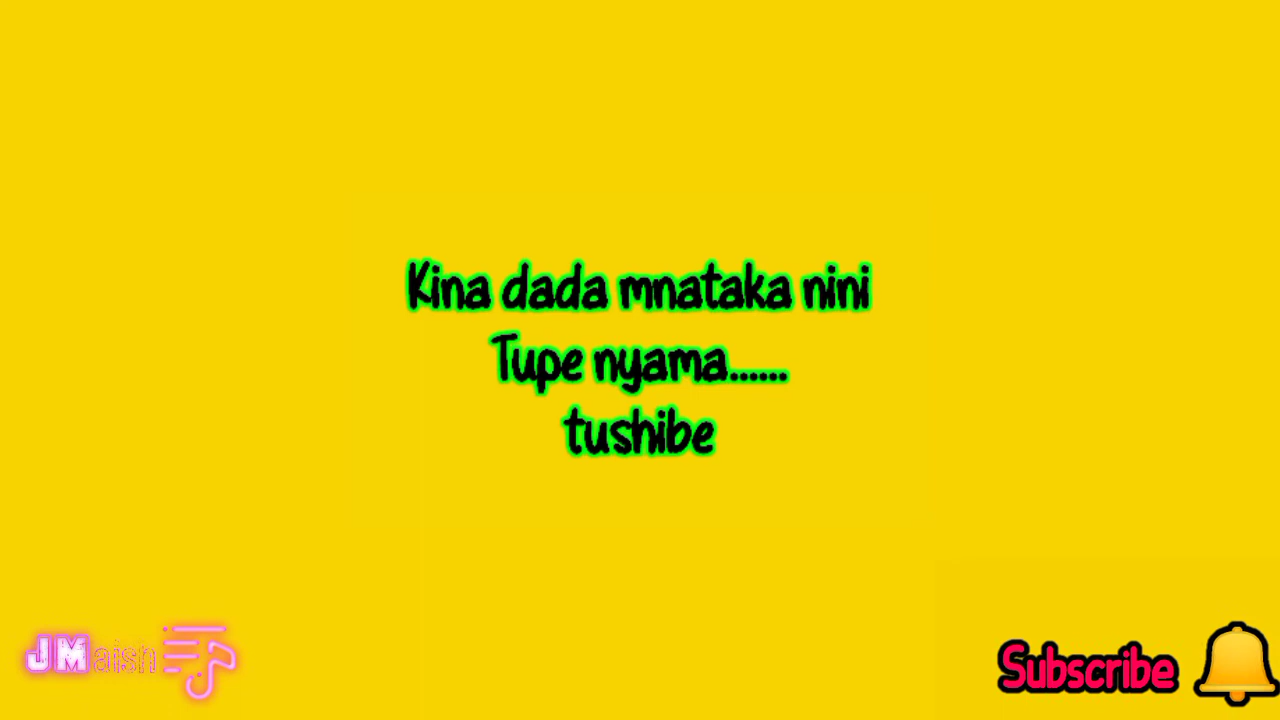 Kina dada mnataka nini
Tupe nyama......
tushibe
JMaish
Subscribe